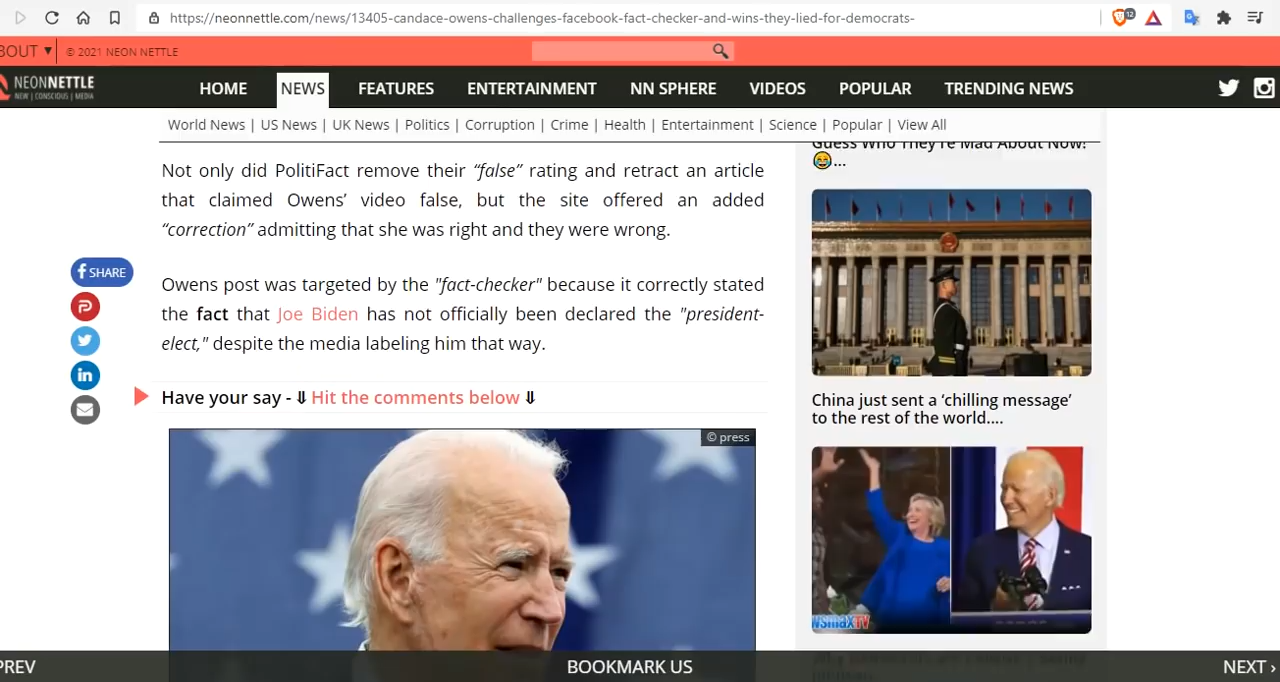 https://neonnettle.com/news/13405-candace-owens-challenges-facebook-fact-checker-and-wins-they-lied-for-democrats-
12
BOUT ▼ © 2021 NEON NETTLE
NEONNETTLE
NEW | CONSCIOUS | MEDIA
HOME NEWS FEATURES ENTERTAINMENT NN SPHERE VIDEOS POPULAR TRENDING NEWS
World News | US News | UK News | Politics | Corruption | Crime | Health | Entertainment | Science | Popular | View All
Not only did PolitiFact remove their “false” rating and retract an article
that claimed Owens’ video false, but the site offered an added
“correction” admitting that she was right and they were wrong.
Owens post was targeted by the "fact-checker" because it correctly stated
the fact that Joe Biden has not officially been declared the "president-
elect," despite the media labeling him that way.
Have your say - ⇓ Hit the comments below ⇓
© press
SHARE
Guess Who They're Mad About Now!
😂...
China just sent a ‘chilling message’
to the rest of the world....
wsmaxTV
PREV
BOOKMARK US
NEXT ›